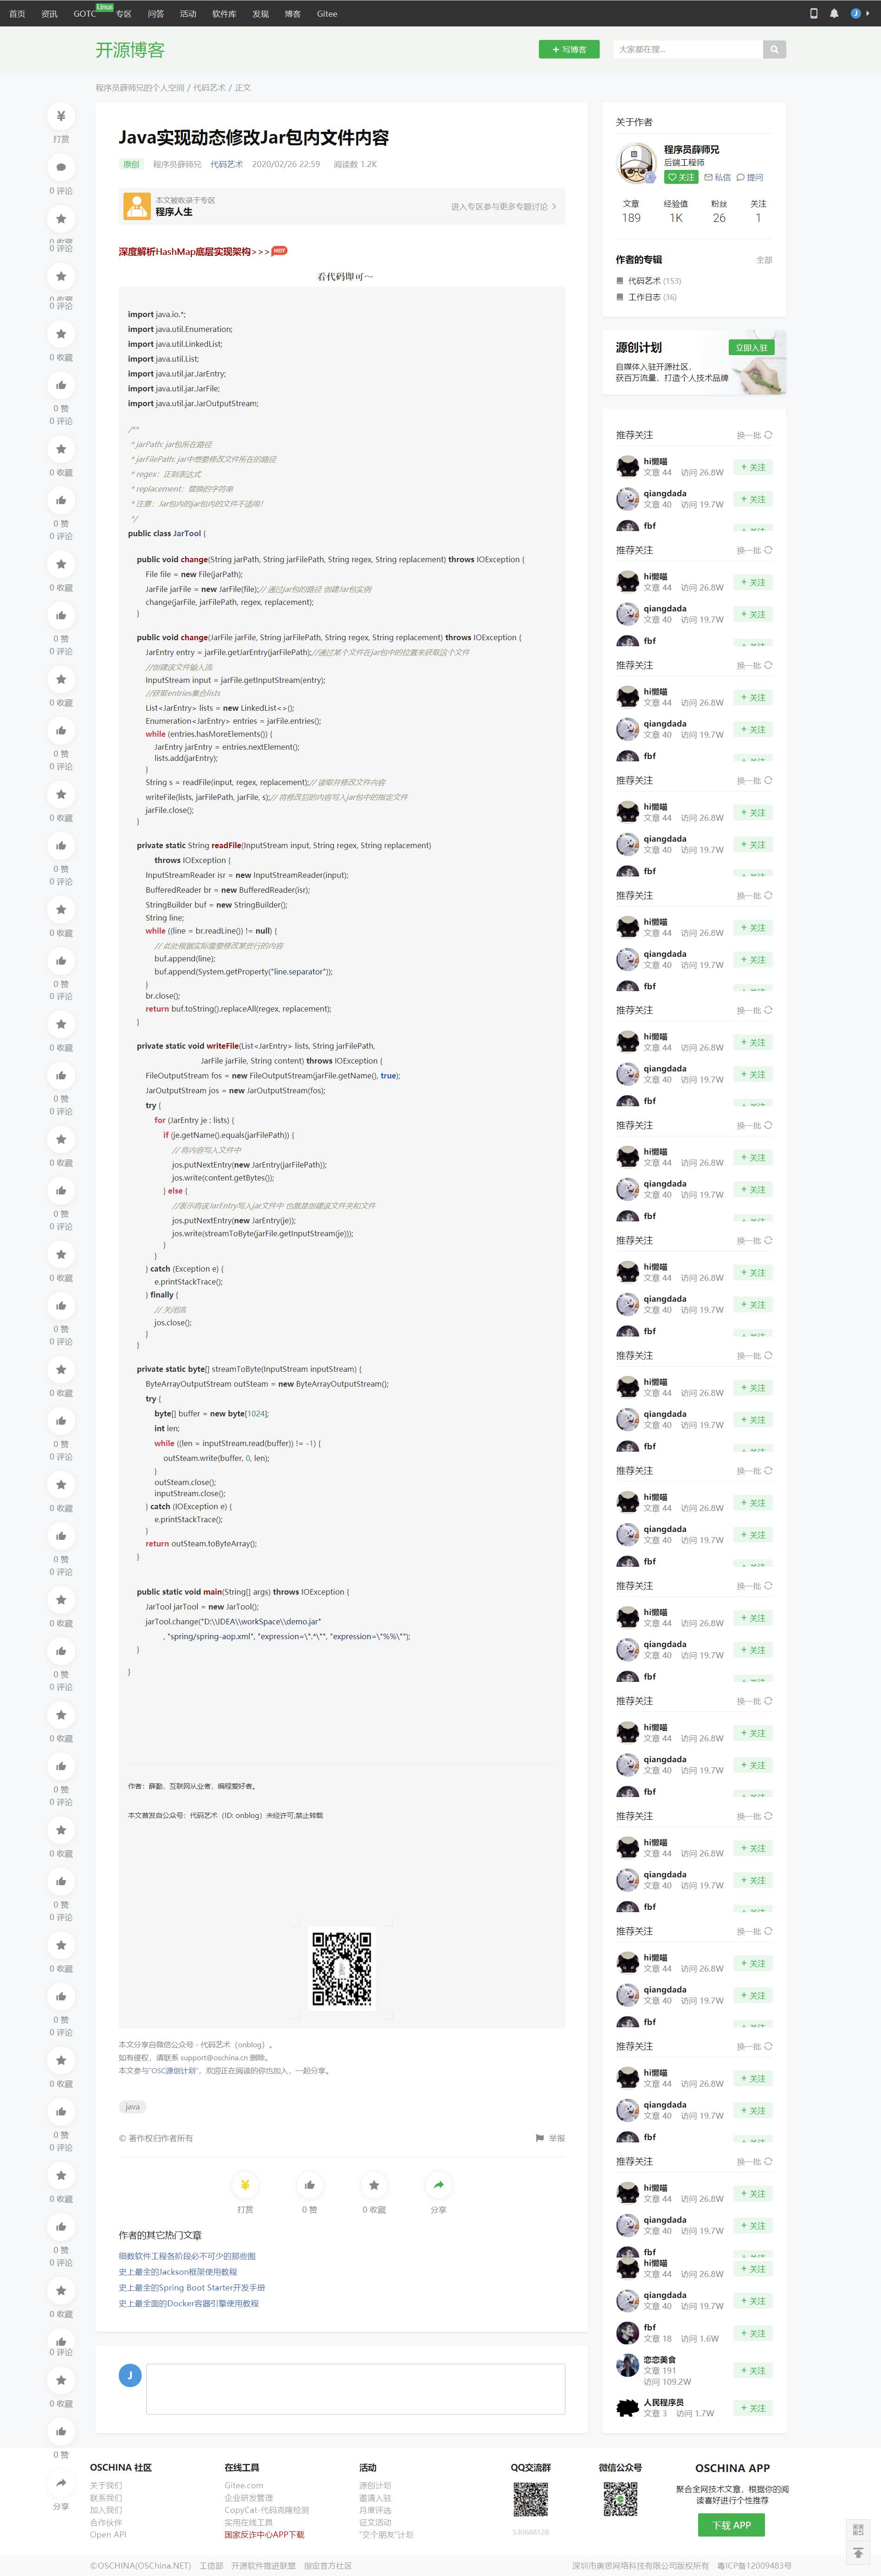 首页 资讯 GOTC Linus 专区 问答 活动 软件库 发现 博客 Gitee J
开源博客 + 写博客 大家都在搜...
程序员薛师兄的个人空间 / 代码艺术 / 正文
¥
打赏
0 评论
0 收藏
0 赞
Java实现动态修改Jar包内文件内容
原创 程序员薛师兄 代码艺术 2020/02/26 22:59 阅读数 1.2K
本文被收录于专区
程序人生
进入专区参与更多专题讨论 >
深度解析HashMap底层实现架构>>> HOT
看代码即可～
import java.io.*;
import java.util.Enumeration;
import java.util.LinkedList;
import java.util.List;
import java.util.jar.JarEntry;
import java.util.jar.JarFile;
import java.util.jar.JarOutputStream;
/**
* jarPath: jar包所在路径
* jarFilePath: jar中想要修改文件所在的路径
* regex：正则表达式
* replacement：替换的字符串
* 注意：Jar包内的jar包内的文件不适用！
*/
public class JarTool {
public void change(String jarPath, String jarFilePath, String regex, String replacement) throws IOException {
File file = new File(jarPath);
JarFile jarFile = new JarFile(file);// 通过jar包的路径 创建Jar包实例
change(jarFile, jarFilePath, regex, replacement);
}
public void change(JarFile jarFile, String jarFilePath, String regex, String replacement) throws IOException {
JarEntry entry = jarFile.getJarEntry(jarFilePath);//通过某个文件在jar包中的位置来获取这个文件
//创建该文件输入流
InputStream input = jarFile.getInputStream(entry);
//获取entries集合lists
List<JarEntry> lists = new LinkedList<>();
Enumeration<JarEntry> entries = jarFile.entries();
while (entries.hasMoreElements()) {
JarEntry jarEntry = entries.nextElement();
lists.add(jarEntry);
}
String s = readFile(input, regex, replacement);// 读取并修改文件内容
writeFile(lists, jarFilePath, jarFile, s);// 将修改后的内容写入jar包中的指定文件
jarFile.close();
}
private static String readFile(InputStream input, String regex, String replacement)
throws IOException {
InputStreamReader isr = new InputStreamReader(input);
BufferedReader br = new BufferedReader(isr);
StringBuilder buf = new StringBuilder();
String line;
while ((line = br.readLine()) != null) {
// 此处根据实际需要修改某些行的内容
buf.append(line);
buf.append(System.getProperty("line.separator"));
}
br.close();
return buf.toString().replaceAll(regex, replacement);
}
private static void writeFile(List<JarEntry> lists, String jarFilePath,
JarFile jarFile, String content) throws IOException {
FileOutputStream fos = new FileOutputStream(jarFile.getName(), true);
JarOutputStream jos = new JarOutputStream(fos);
try {
for (JarEntry je : lists) {
if (je.getName().equals(jarFilePath)) {
// 将内容写入文件中
jos.putNextEntry(new JarEntry(jarFilePath));
jos.write(content.getBytes());
} else {
//表示将该JarEntry写入jar文件中 也就是创建该文件夹和文件
jos.putNextEntry(new JarEntry(je));
jos.write(streamToByte(jarFile.getInputStream(je)));
}
}
} catch (Exception e) {
e.printStackTrace();
} finally {
// 关闭流
jos.close();
}
}
private static byte[] streamToByte(InputStream inputStream) {
ByteArrayOutputStream outSteam = new ByteArrayOutputStream();
try {
byte[] buffer = new byte[1024];
int len;
while ((len = inputStream.read(buffer)) != -1) {
outSteam.write(buffer, 0, len);
}
outSteam.close();
inputStream.close();
} catch (IOException e) {
e.printStackTrace();
}
return outSteam.toByteArray();
}
public static void main(String[] args) throws IOException {
JarTool jarTool = new JarTool();
jarTool.change("D:\\IDEA\\workSpace\\demo.jar"
, "spring/spring-aop.xml", "expression=\".*\"", "expression=\"%%\"");
}
}
作者：薛勤，互联网从业者，编程爱好者。
本文首发自公众号：代码艺术（ID: onblog）未经许可,禁止转载
本文分享自微信公众号 - 代码艺术（onblog）。
如有侵权，请联系 support@oschina.cn 删除。
本文参与“OSC源创计划”，欢迎正在阅读的你也加入，一起分享。
java
© 著作权归作者所有
举报
¥
打赏 0 赞 0 收藏 分享
作者的其它热门文章
细数软件工程各阶段必不可少的那些图
史上最全的Jackson框架使用教程
史上最全的Spring Boot Starter开发手册
史上最全面的Docker容器引擎使用教程
J
关于作者
程序员薛师兄
后端工程师
关注 私信 提问
文章 经验值 粉丝 关注
189 1K 26 1
作者的专辑 全部
代码艺术 (153)
工作日志 (36)
源创计划 立即入驻
自媒体入驻开源社区，
获百万流量，打造个人技术品牌
推荐关注 换一批
hi懒喵
文章 44 访问 26.8W
+ 关注
qiangdada
文章 40 访问 19.7W
+ 关注
fbf
文章 18 访问 1.6W
+ 关注
恋恋美食
文章 191
访问 109.2W
+ 关注
人民程序员
文章 3 访问 1.7W
+ 关注
分享
OSCHINA 社区
关于我们
联系我们
加入我们
合作伙伴
Open API
在线工具
Gitee.com
企业研发管理
CopyCat-代码克隆检测
实用在线工具
国家反诈中心APP下载
活动
源创计划
邀请入驻
月度评选
征文活动
“交个朋友”计划
QQ交流群
530688128
微信公众号
OSCHINA APP
聚合全网技术文章，根据你的阅
读喜好进行个性推荐
下载 APP
©OSCHINA(OSChina.NET) 工信部 开源软件推进联盟 指定官方社区
深圳市奥思网络科技有限公司版权所有 粤ICP备12009483号